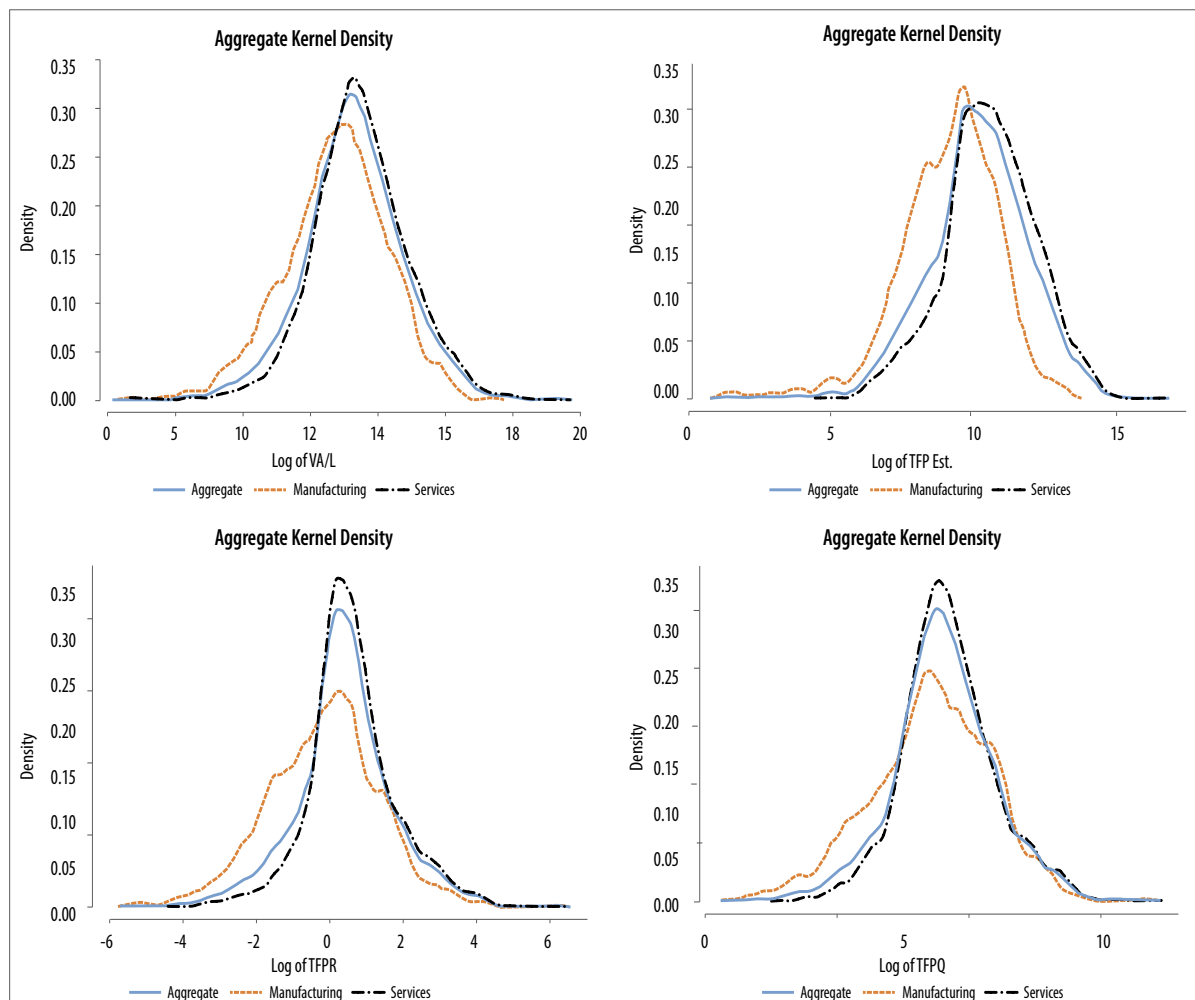 Aggregate Kernel Density
0.35
0.30
0.25
0.20
0.15
0.10
0.05
0.00
Density
0 5 10 12 14 15 18 20
Log of VA/L
Aggregate Manufacturing Services
Aggregate Kernel Density
0.35
0.30
0.25
0.20
0.15
0.10
0.05
0.00
Density
0 5 10 15
Log of TFP Est.
Aggregate Manufacturing Services
Aggregate Kernel Density
0.35
0.30
0.25
0.20
0.15
0.10
0.05
0.00
Density
-6 -4 -2 0 2 4 6
Log of TFPR
Aggregate Manufacturing Services
Aggregate Kernel Density
0.35
0.30
0.25
0.20
0.15
0.10
0.05
0.00
Density
0 5 10
Log of TFPQ
Aggregate Manufacturing Services